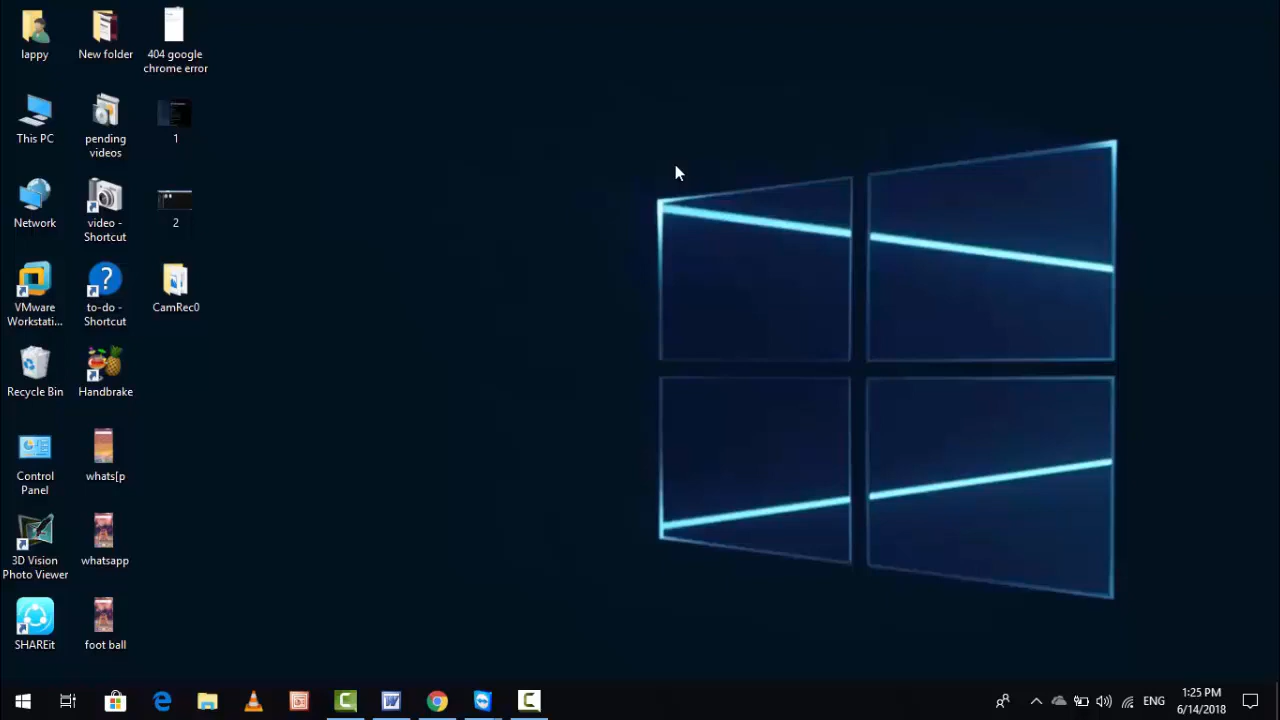 lappy
New folder
404 google
chrome error
This PC
pending
videos
1
Network
video -
Shortcut
2
VMware
Workstati...
to-do -
Shortcut
CamRec0
Recycle Bin
Handbrake
Control
Panel
whats[p
3D Vision
Photo Viewer
whatsapp
SHAREit
foot ball
ENG
1:25 PM
6/14/2018